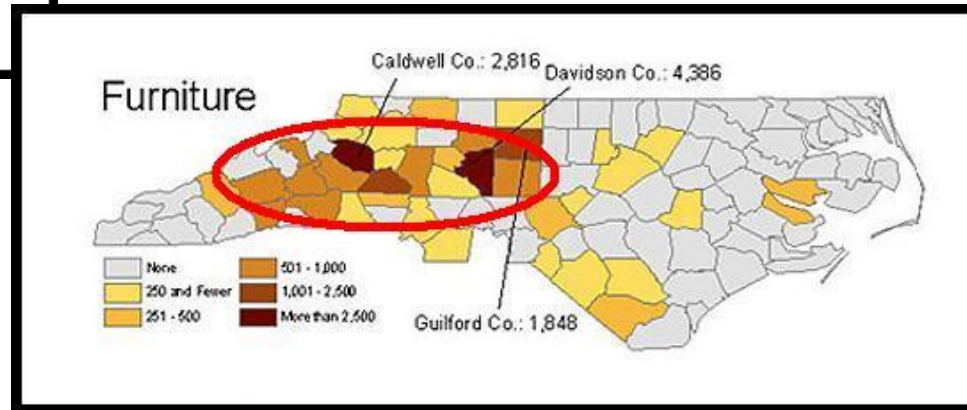 Caldwell Co.: 2,816
Davidson Co.: 4,386
Furniture
None
250 and Fewer
251 - 500
501 - 1,000
1,001 - 2,500
More than 2,500
Guilford Co.: 1,848